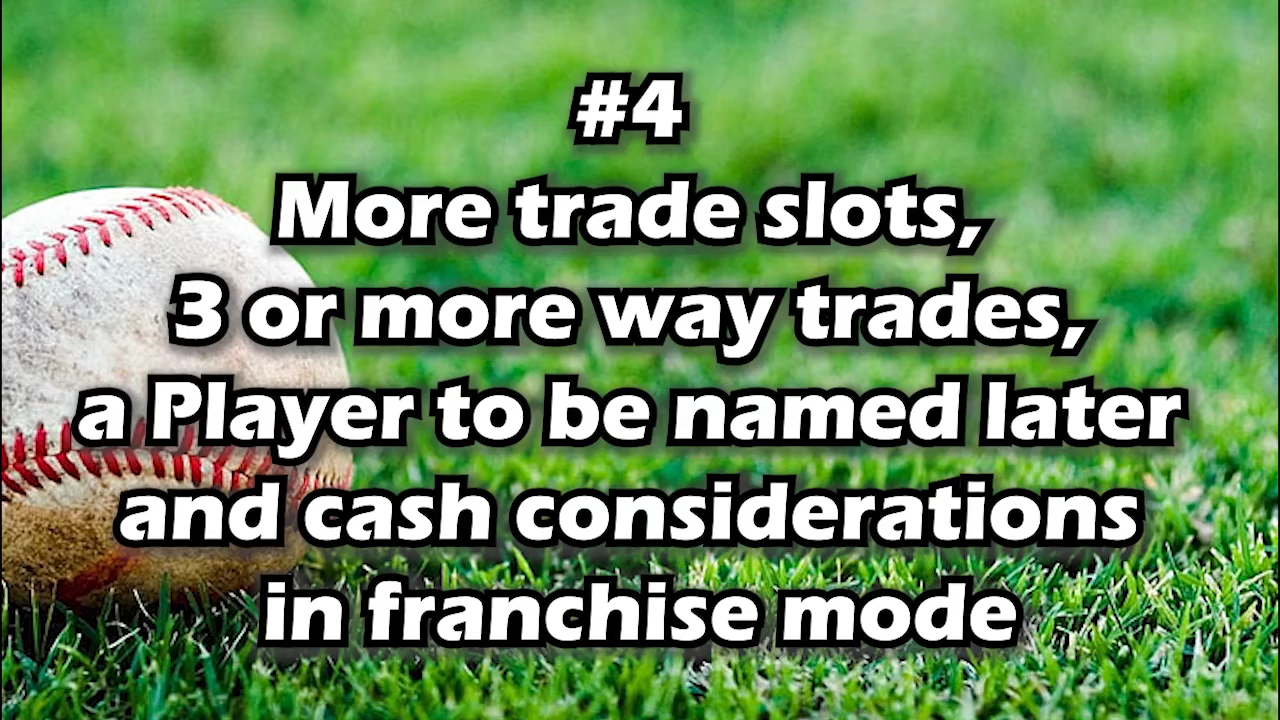 #4
More trade slots,
3 or more way trades,
a Player to be named later
and cash considerations
in franchise mode